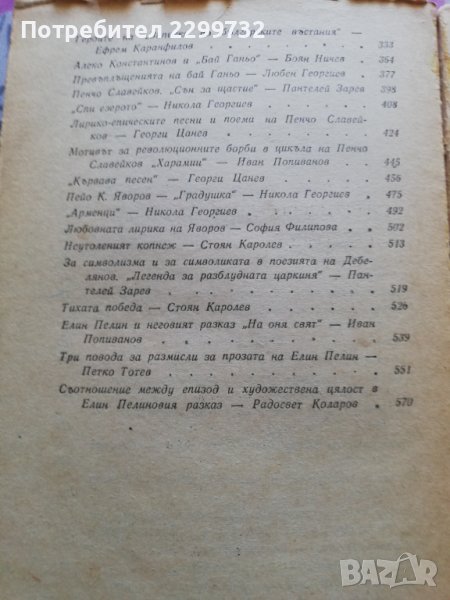 Потребител 2299732
въстания" —
Ефрем Каранфилов . . . . . 333
Алеко Константинов и „Бай Ганьо" — Боян Ничев . 364
Превъплъщенията на бай Ганьо — Любен Георгиев . 377
Пенчо Славейков. „Сън за щастие" — Пантелей Зарев . 398
„Спи езерото" — Никола Георгиев . . . . . 408
Лирико-епическите песни и поема на Пенчо Славей-
ков — Георги Цанев . . . . . 424
Мотивът за революционните борби в цикъла на Пенчо
Славейков „Харамии" — Иван Попиванов . . . 445
„Кървава песен" — Георги Цанев . . . . . 456
Пейо К. Яворов — „Градушка" — Никола Георгиев . 475
„Арменци" — Никола Георгиев . . . . . 492
Любовната лирика на Яворов — София Филипова . 502
Неутоленият копнеж — Стоян Каролев . . . . 513
За символизма и за символиката в поезията на Дебе-
лянов. „Легенда за разблудната царкиня" — Пан-
телей Зарев . . . . . 519
Тихата победа — Стоян Каролев . . . . . 526
Елин Пелин и неговият разказ „На оня свят" — Иван
Попиванов . . . . . 539
Три повода за размисли за прозата на Елин Пелин —
Петко Тотев . . . . . 551
Съотношение между епизод и художествена цялост в
Елин Пелиновия разказ — Радосвет Коларов . 570
BAZAR